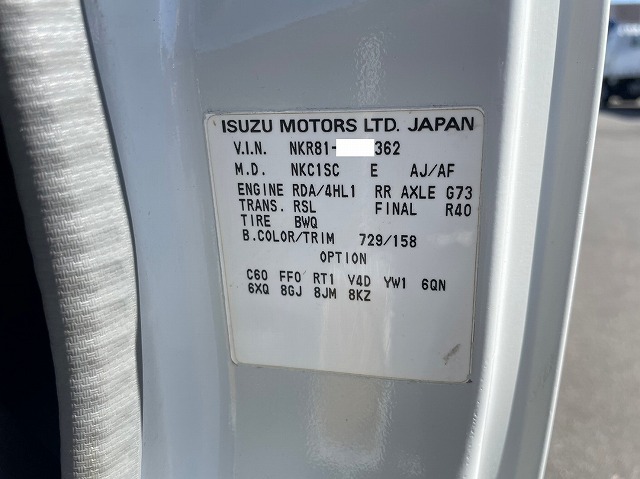 ISUZU MOTORS LTD. JAPAN
V.I.N. NKR81- 362
M.D. NKC1SC E AJ/AF
ENGINE RDA/4HL1 RR AXLE G73
TRANS. RSL FINAL R40
TIRE BWQ
B.COLOR/TRIM 729/158
OPTION
C60 FF0 RT1 V4D YW1 6QN
6XQ 8GJ 8JM 8KZ